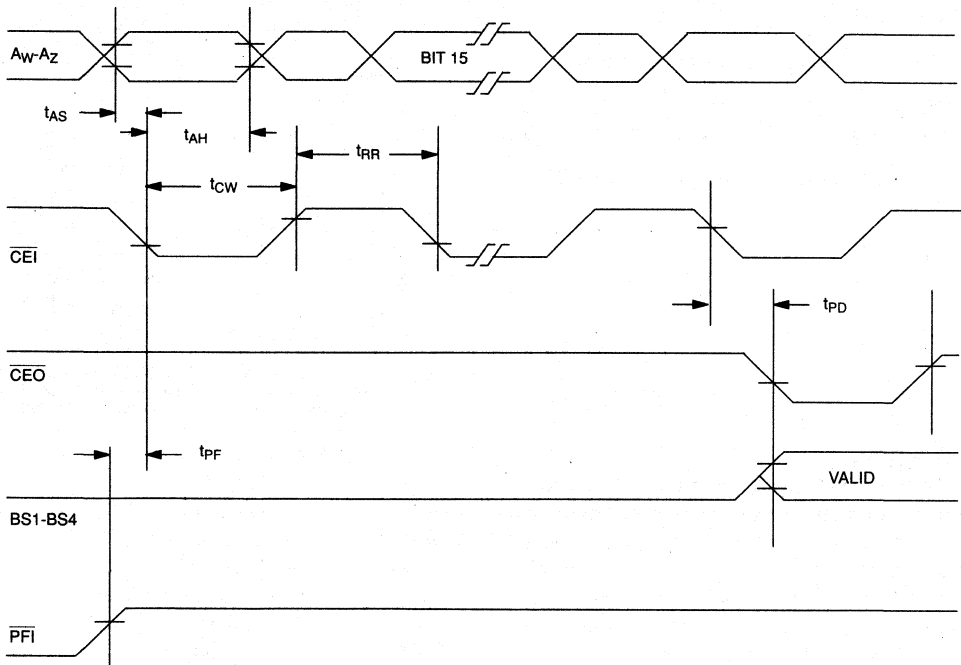 AW-AZ
BIT 15
tAS
tAH
tRR
tCW
CEI
tPD
CEO
tPF
VALID
BS1-BS4
PFI